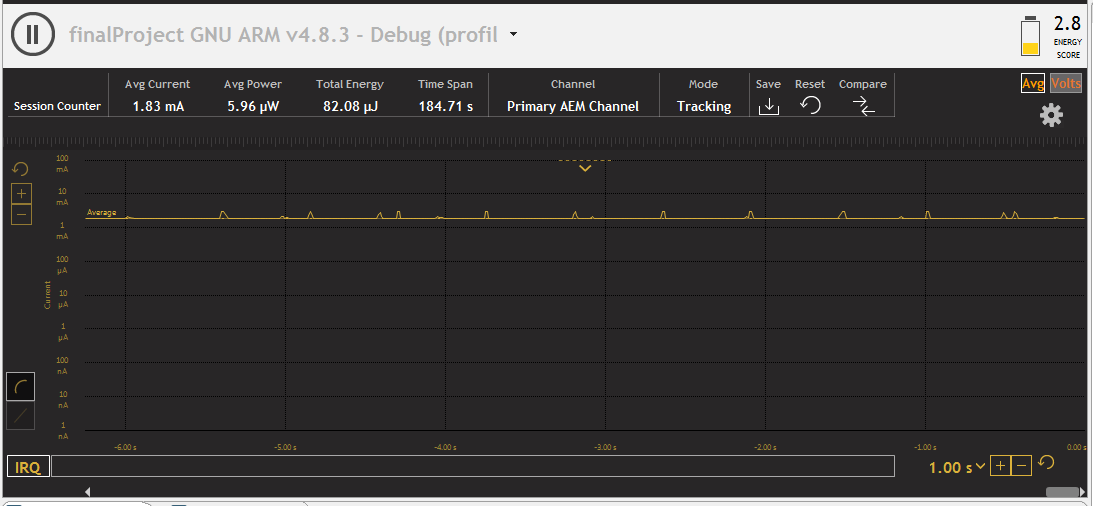 finalProject GNU ARM v4.8.3 - Debug (profil
2.8
ENERGY
SCORE
Session Counter
Avg Current
1.83 mA
Avg Power
5.96 µW
Total Energy
82.08 µJ
Time Span
184.71 s
Channel
Primary AEM Channel
Mode
Tracking
Save
Reset
Compare
Avg
Volts
100
mA
10
mA
Average
1
mA
100
µA
Current
10
µA
1
µA
100
nA
10
nA
1
nA
-6.00 s
-5.00 s
-4.00 s
-3.00 s
-2.00 s
-1.00 s
0.00 s
IRQ
1.00 s